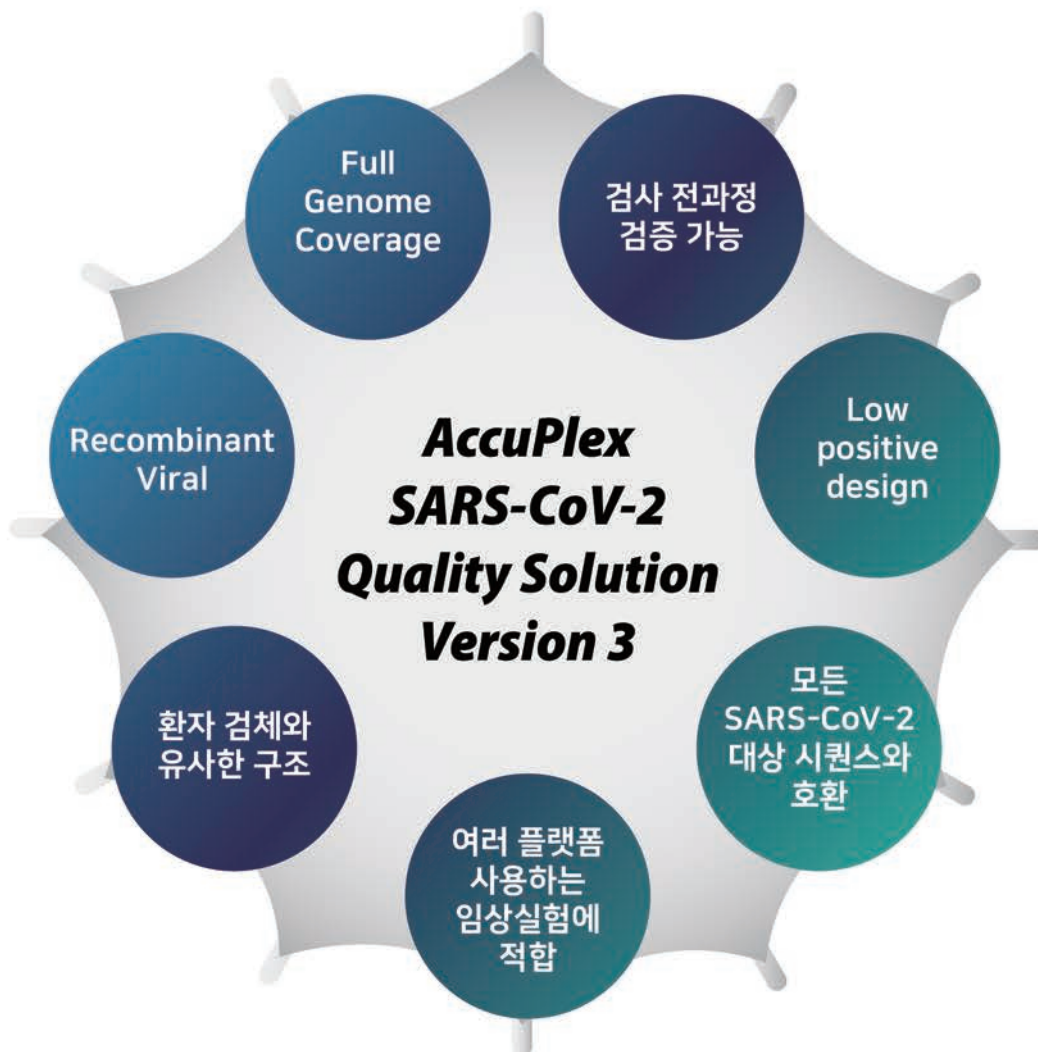 Full
Genome
Coverage
검사 전과정
검증 가능
Recombinant
Viral
AccuPlex
SARS-CoV-2
Quality Solution
Version 3
Low
positive
design
환자 검체와
유사한 구조
모든
SARS-CoV-2
대상 시퀀스와
호환
여러 플랫폼
사용하는
임상실험에
적합